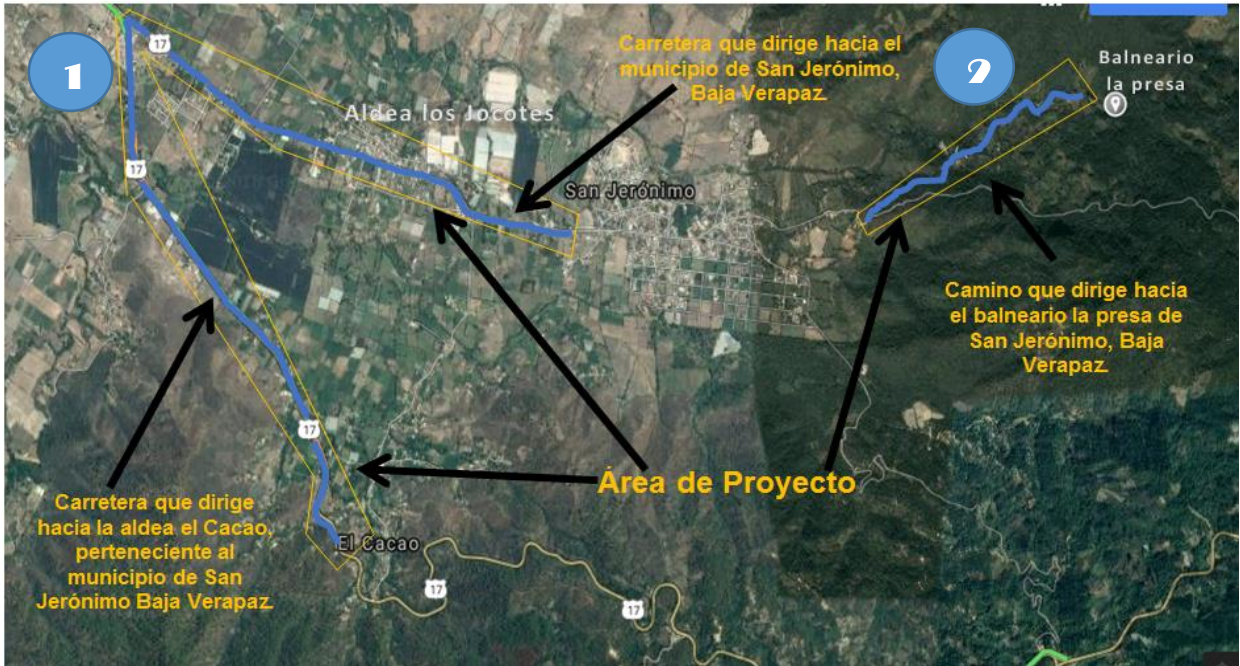 1
17
Carretera que dirige hacia el
municipio de San Jerónimo,
Baja Verapaz.
2
Balneario
la presa
Aldea los Jocotes
17
San Jerónimo
Camino que dirige hacia
el balneario la presa de
San Jerónimo, Baja
Verapaz.
17
Área de Proyecto
Carretera que dirige
hacia la aldea el Cacao,
perteneciente al
municipio de San
Jerónimo Baja Verapaz.
El Cacao
17
17